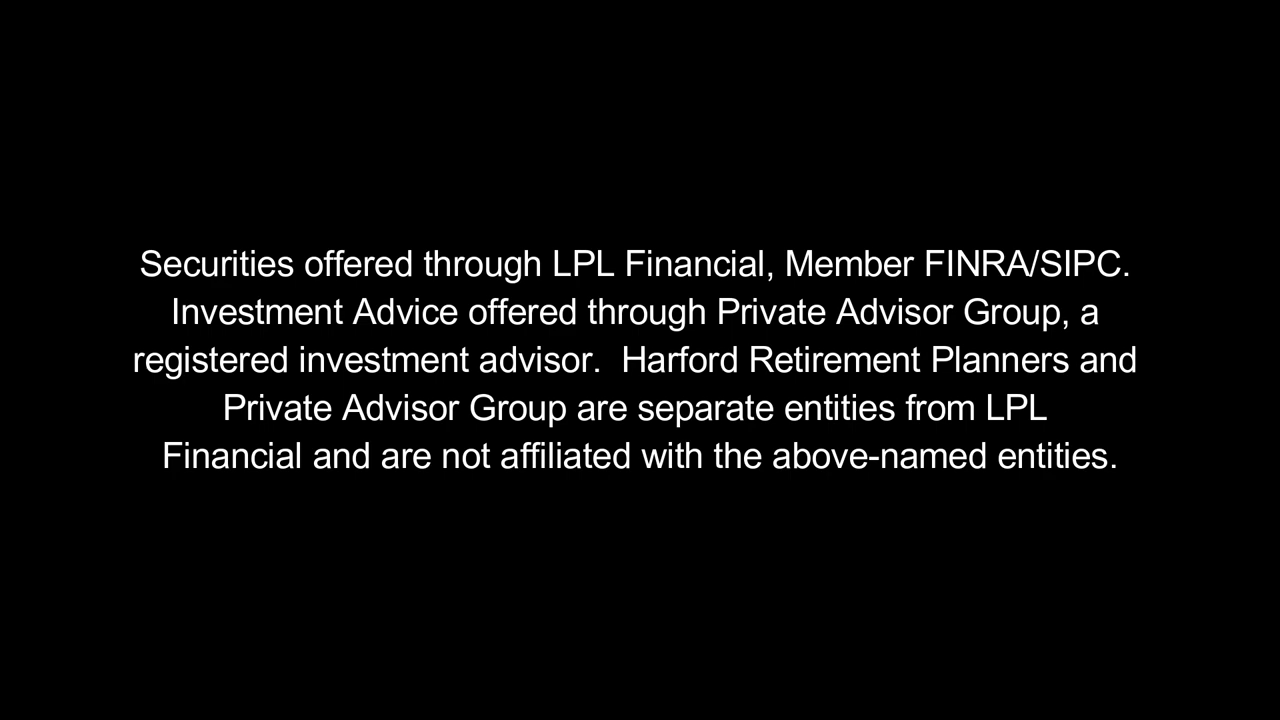 Securities offered through LPL Financial, Member FINRA/SIPC.
Investment Advice offered through Private Advisor Group, a
registered investment advisor.  Harford Retirement Planners and
Private Advisor Group are separate entities from LPL
Financial and are not affiliated with the above-named entities.